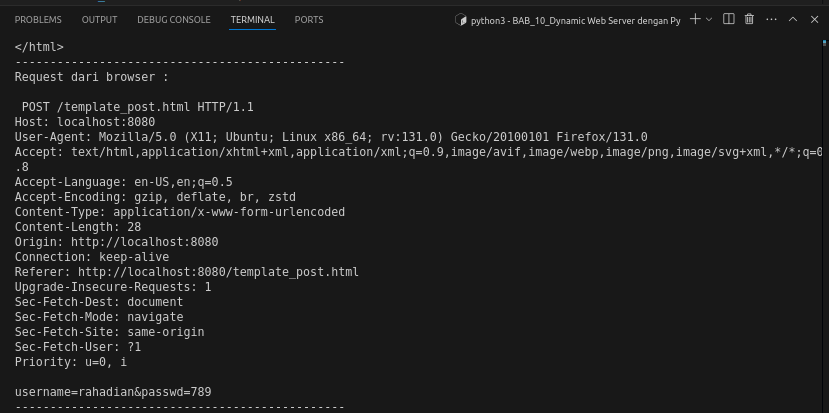 PROBLEMS OUTPUT DEBUG CONSOLE TERMINAL PORTS python3 - BAB_10_Dynamic Web Server dengan Py
</html>
-----------------------------------------------
Request dari browser :
POST /template_post.html HTTP/1.1
Host: localhost:8080
User-Agent: Mozilla/5.0 (X11; Ubuntu; Linux x86_64; rv:131.0) Gecko/20100101 Firefox/131.0
Accept: text/html,application/xhtml+xml,application/xml;q=0.9,image/avif,image/webp,image/png,image/svg+xml,*/*;q=0
.8
Accept-Language: en-US,en;q=0.5
Accept-Encoding: gzip, deflate, br, zstd
Content-Type: application/x-www-form-urlencoded
Content-Length: 28
Origin: http://localhost:8080
Connection: keep-alive
Referer: http://localhost:8080/template_post.html
Upgrade-Insecure-Requests: 1
Sec-Fetch-Dest: document
Sec-Fetch-Mode: navigate
Sec-Fetch-Site: same-origin
Sec-Fetch-User: ?1
Priority: u=0, i
username=rahadian&passwd=789
-----------------------------------------------